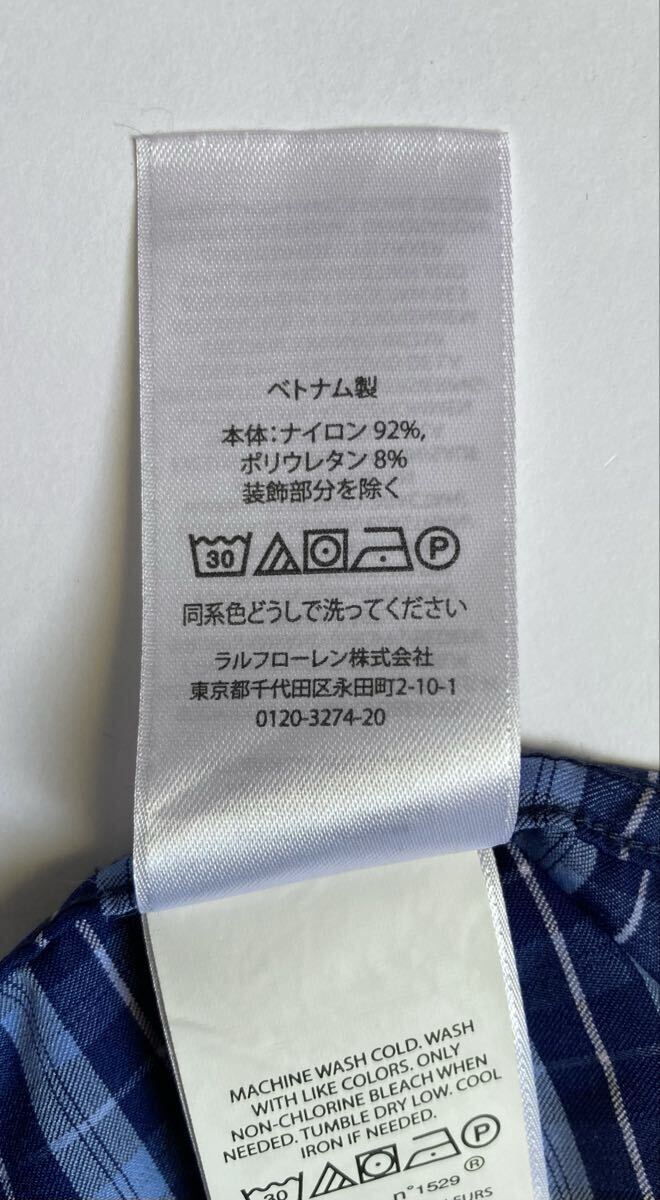 ベトナム製
本体：ナイロン 92%,
ポリウレタン 8%
装飾部分を除く
30 P
同系色どうしで洗ってください
ラルフローレン株式会社
東京都千代田区永田町2-10-1
0120-3274-20
MACHINE WASH COLD. WASH
WITH LIKE COLORS. ONLY
NON-CHLORINE BLEACH WHEN
NEEDED. TUMBLE DRY LOW. COOL
IRON IF NEEDED.
30 P
n°1529 ®